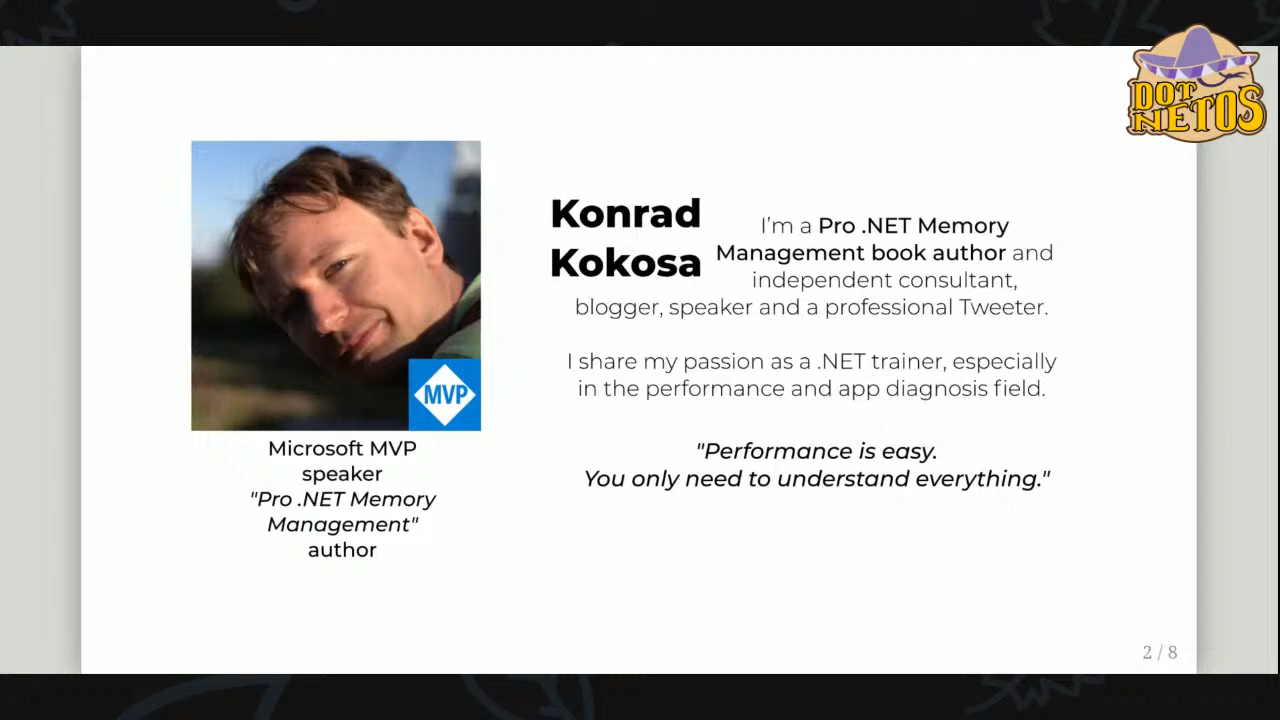 DOT
NETOS
Konrad
Kokosa
I'm a Pro .NET Memory
Management book author and
independent consultant,
blogger, speaker and a professional Tweeter.
I share my passion as a .NET trainer, especially
in the performance and app diagnosis field.
"Performance is easy.
You only need to understand everything."
MVP
Microsoft MVP
speaker
"Pro .NET Memory
Management"
author
2 / 8